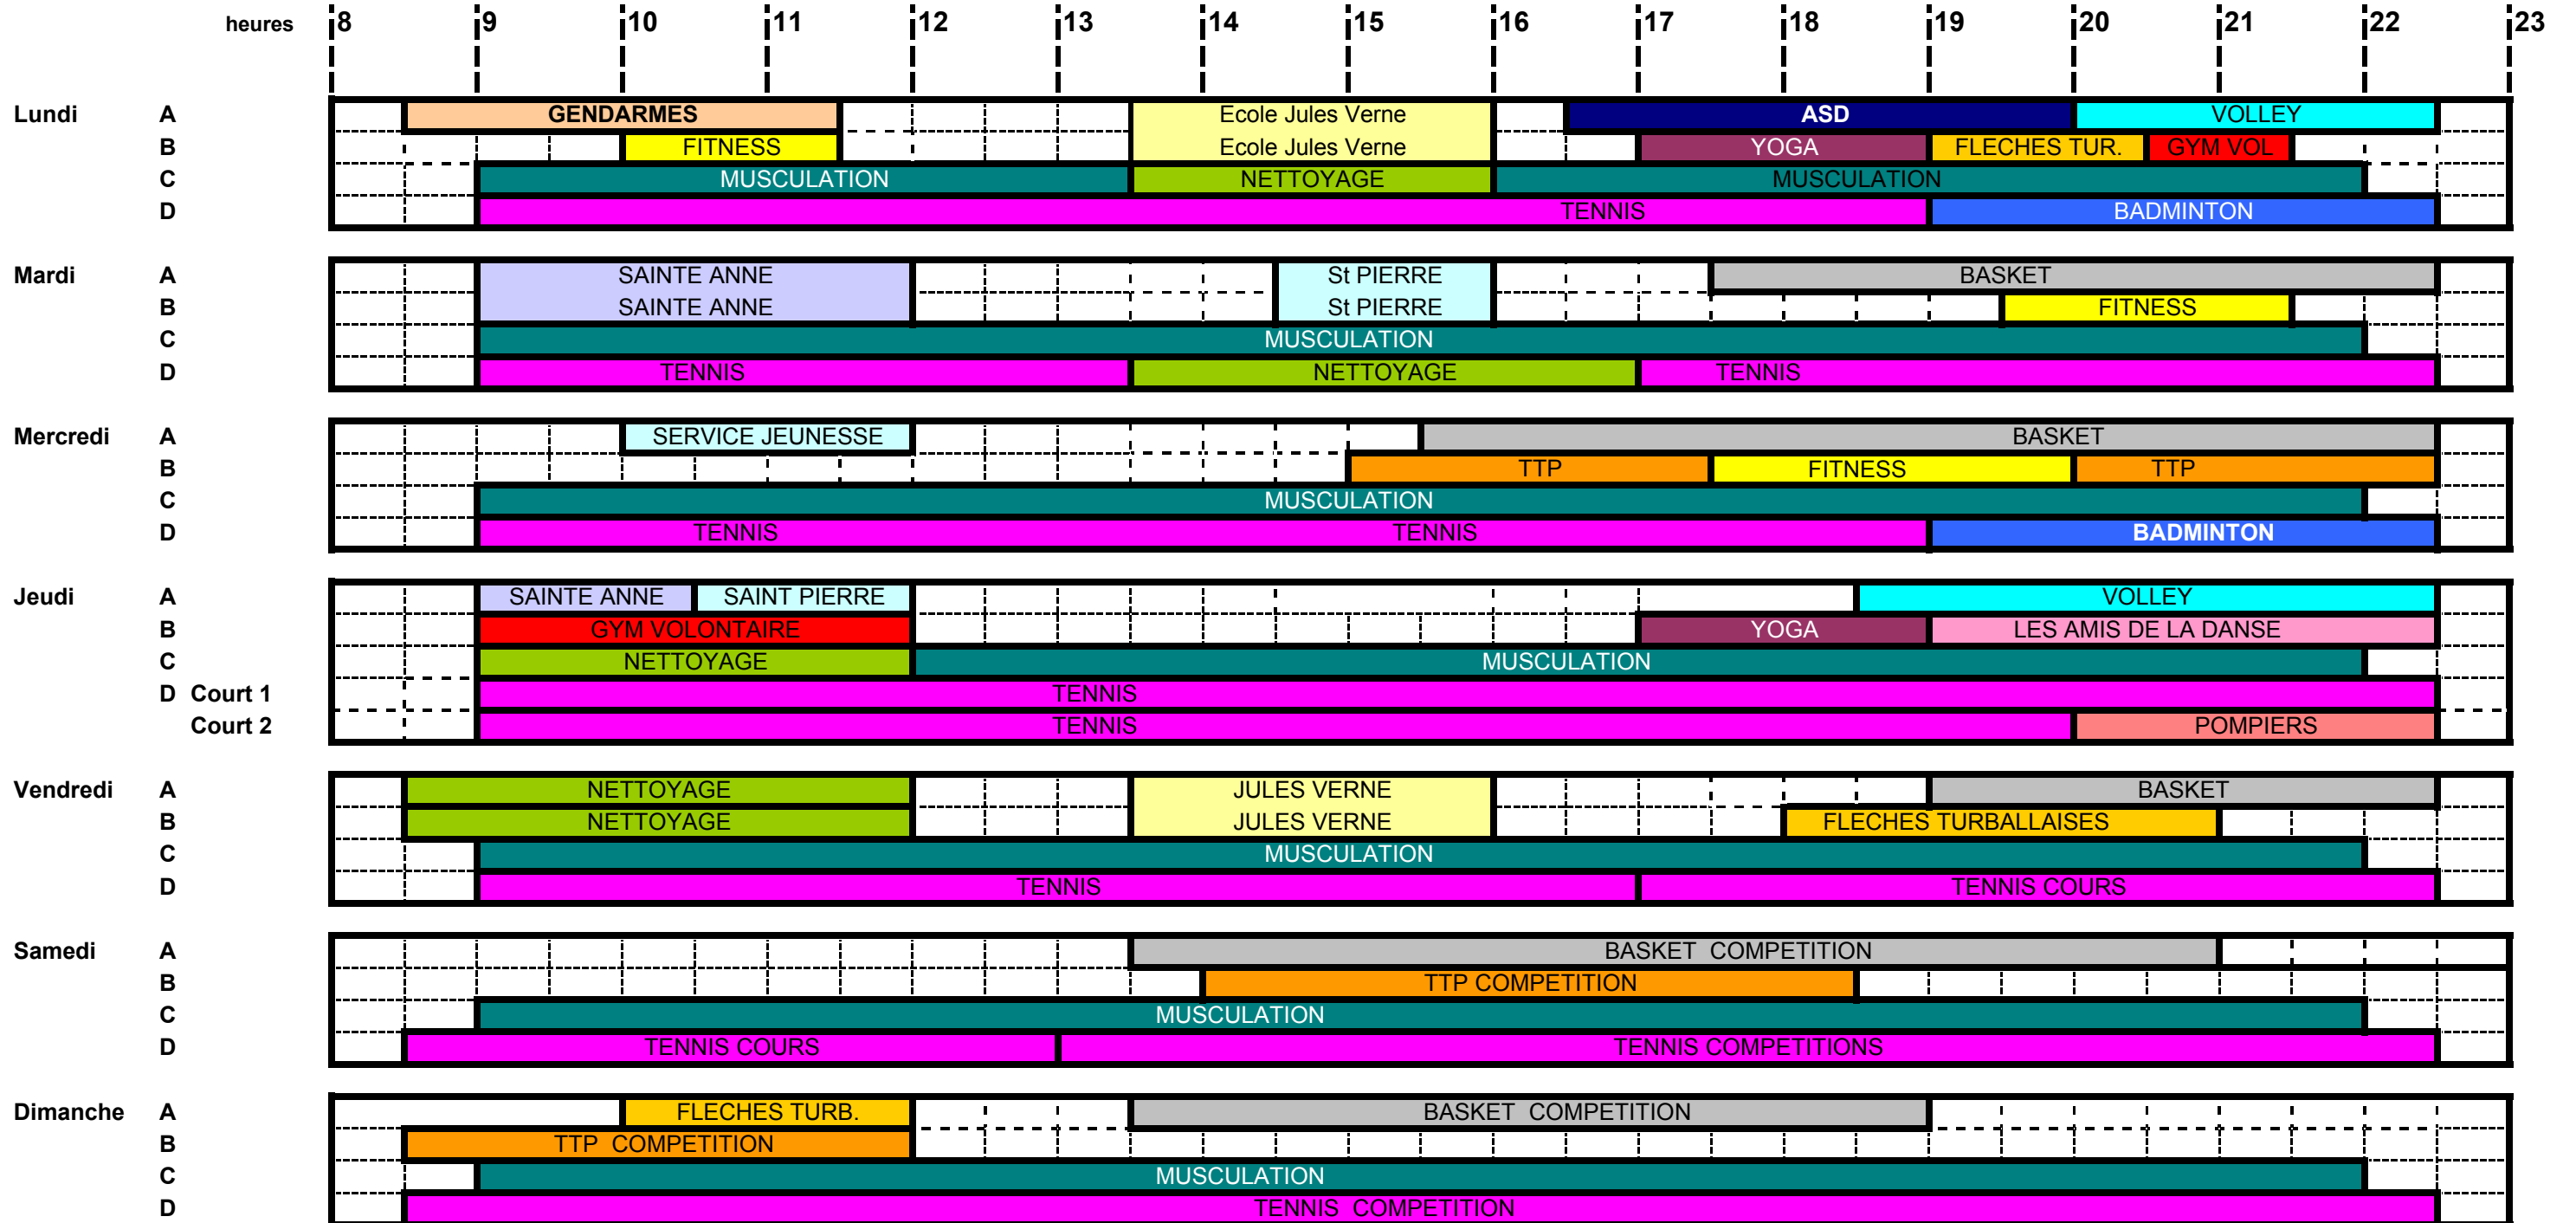 heures 8 9 10 11 12 13 14 15 16 17 18 19 20 21 22 23
Lundi A GENDARMES Ecole Jules Verne ASD VOLLEY
B FITNESS Ecole Jules Verne YOGA FLECHES TUR. GYM VOL
C MUSCULATION NETTOYAGE MUSCULATION
D TENNIS BADMINTON
Mardi A SAINTE ANNE St PIERRE BASKET
B SAINTE ANNE St PIERRE FITNESS
C MUSCULATION
D TENNIS NETTOYAGE TENNIS
Mercredi A SERVICE JEUNESSE BASKET
B TTP FITNESS TTP
C MUSCULATION
D TENNIS TENNIS BADMINTON
Jeudi A SAINTE ANNE SAINT PIERRE VOLLEY
B GYM VOLONTAIRE YOGA LES AMIS DE LA DANSE
C NETTOYAGE MUSCULATION
D Court 1 TENNIS
Court 2 TENNIS POMPIERS
Vendredi A NETTOYAGE JULES VERNE BASKET
B NETTOYAGE JULES VERNE FLECHES TURBALLAISES
C MUSCULATION
D TENNIS TENNIS COURS
Samedi A BASKET COMPETITION
B TTP COMPETITION
C MUSCULATION
D TENNIS COURS TENNIS COMPETITIONS
Dimanche A FLECHES TURB. BASKET COMPETITION
B TTP COMPETITION
C MUSCULATION
D TENNIS COMPETITION